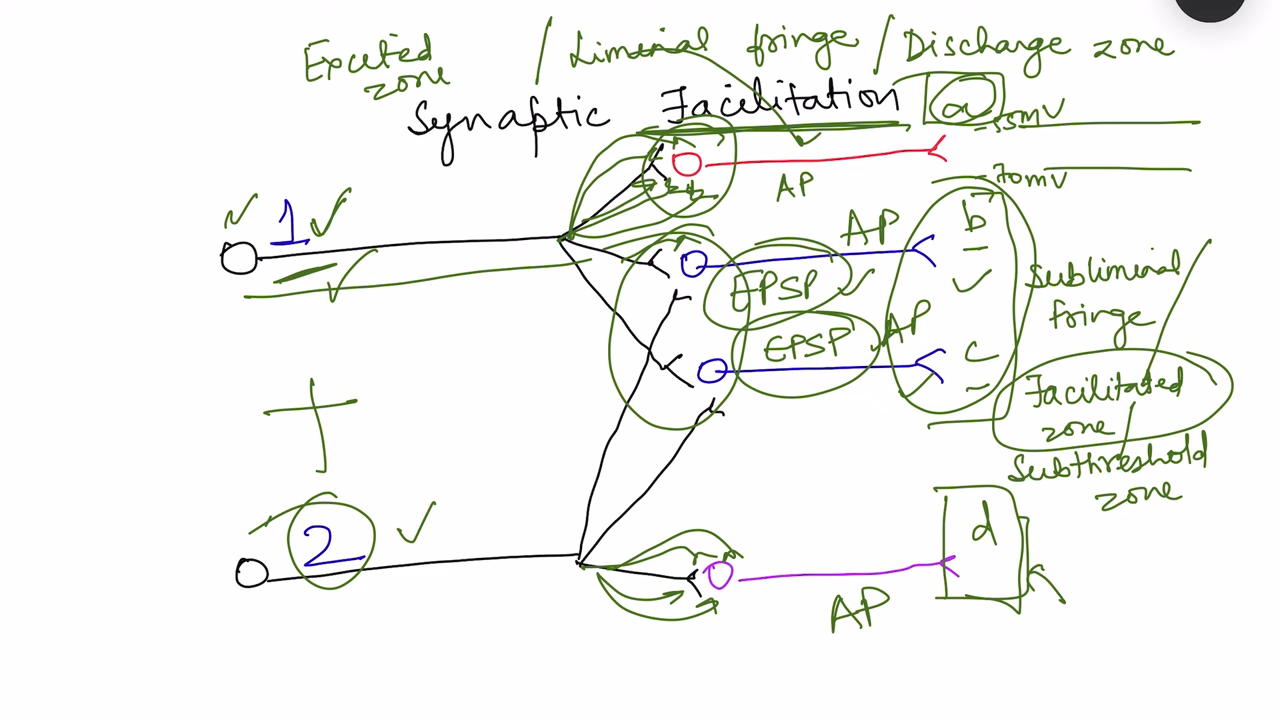 Excited zone / Liminal fringe / Discharge zone
Synaptic Facilitation
a
-55mV
-70mV
AP
1
b
AP
EPSP
Subliminal
fringe
EPSP
AP
c
Facilitated
zone /
Subthreshold
zone
2
d
AP